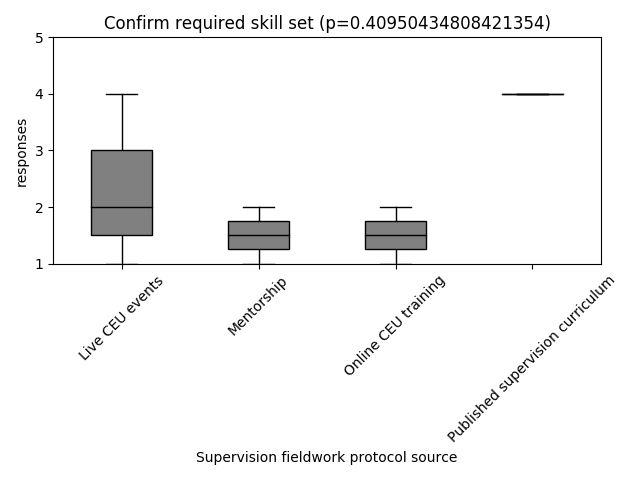 Confirm required skill set (p=0.40950434808421354)
5
4
3
2
1
responses
Live CEU events
Mentorship
Online CEU training
Published supervision curriculum
Supervision fieldwork protocol source